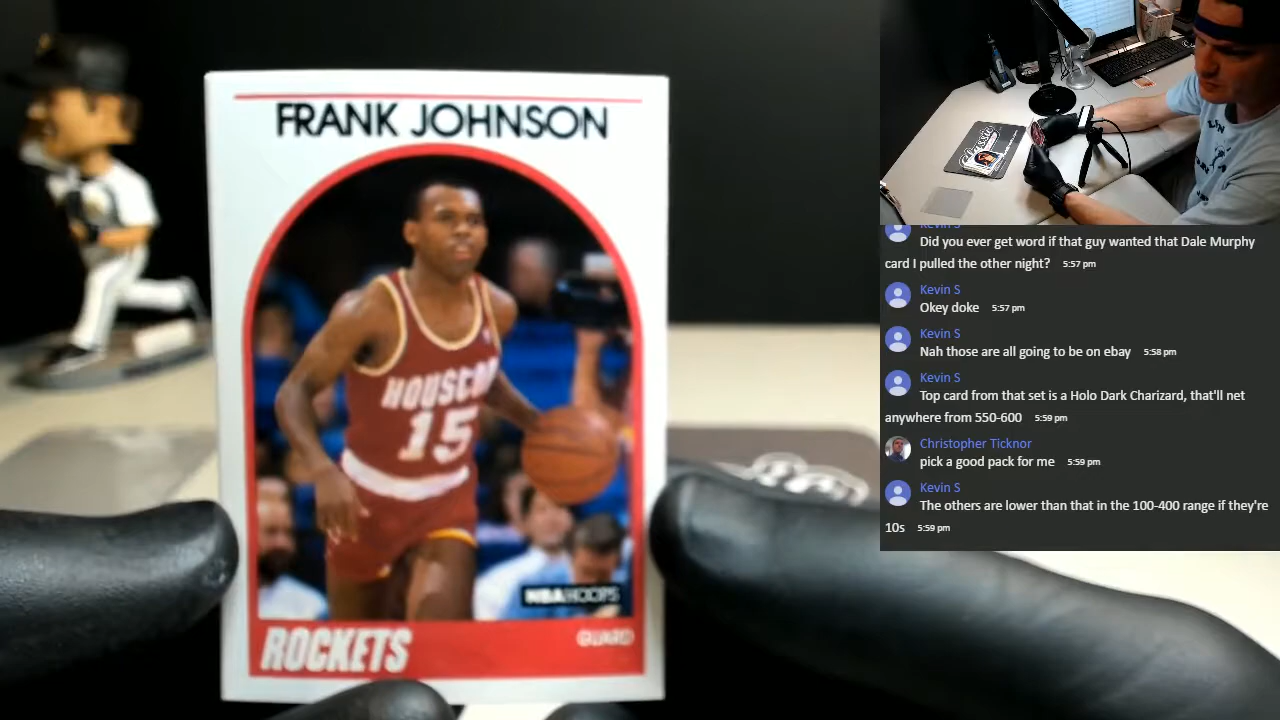 FRANK JOHNSON
HOUSTON
15
NBA HOOPS
ROCKETS
GUARD
Classic
Kevin S
Did you ever get word if that guy wanted that Dale Murphy
card I pulled the other night? 5:57 pm
Kevin S
Okey doke 5:57 pm
Kevin S
Nah those are all going to be on ebay 5:58 pm
Kevin S
Top card from that set is a Holo Dark Charizard, that'll net
anywhere from 550-600 5:59 pm
Christopher Ticknor
pick a good pack for me 5:59 pm
Kevin S
The others are lower than that in the 100-400 range if they're
10s 5:59 pm